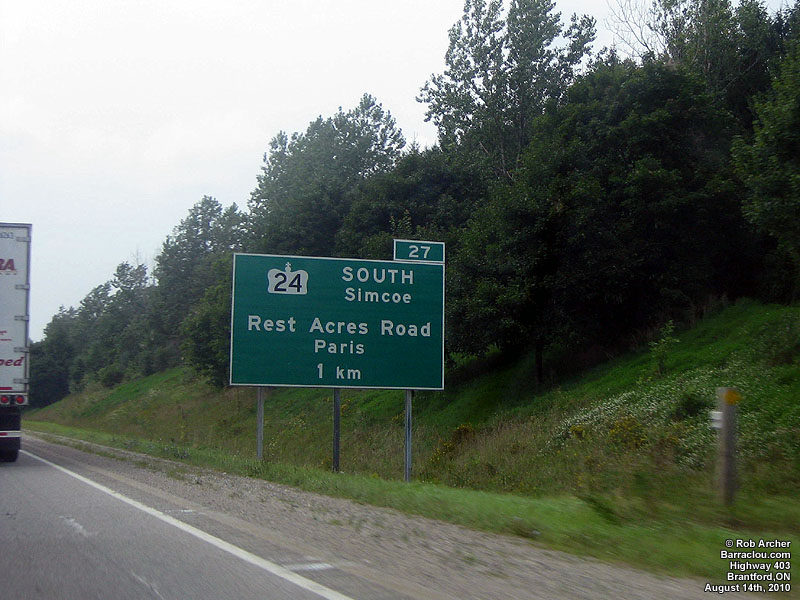 27
24 SOUTH
Simcoe
Rest Acres Road
Paris
1 km
© Rob Archer
Barraclou.com
Highway 403
Brantford,ON
August 14th, 2010